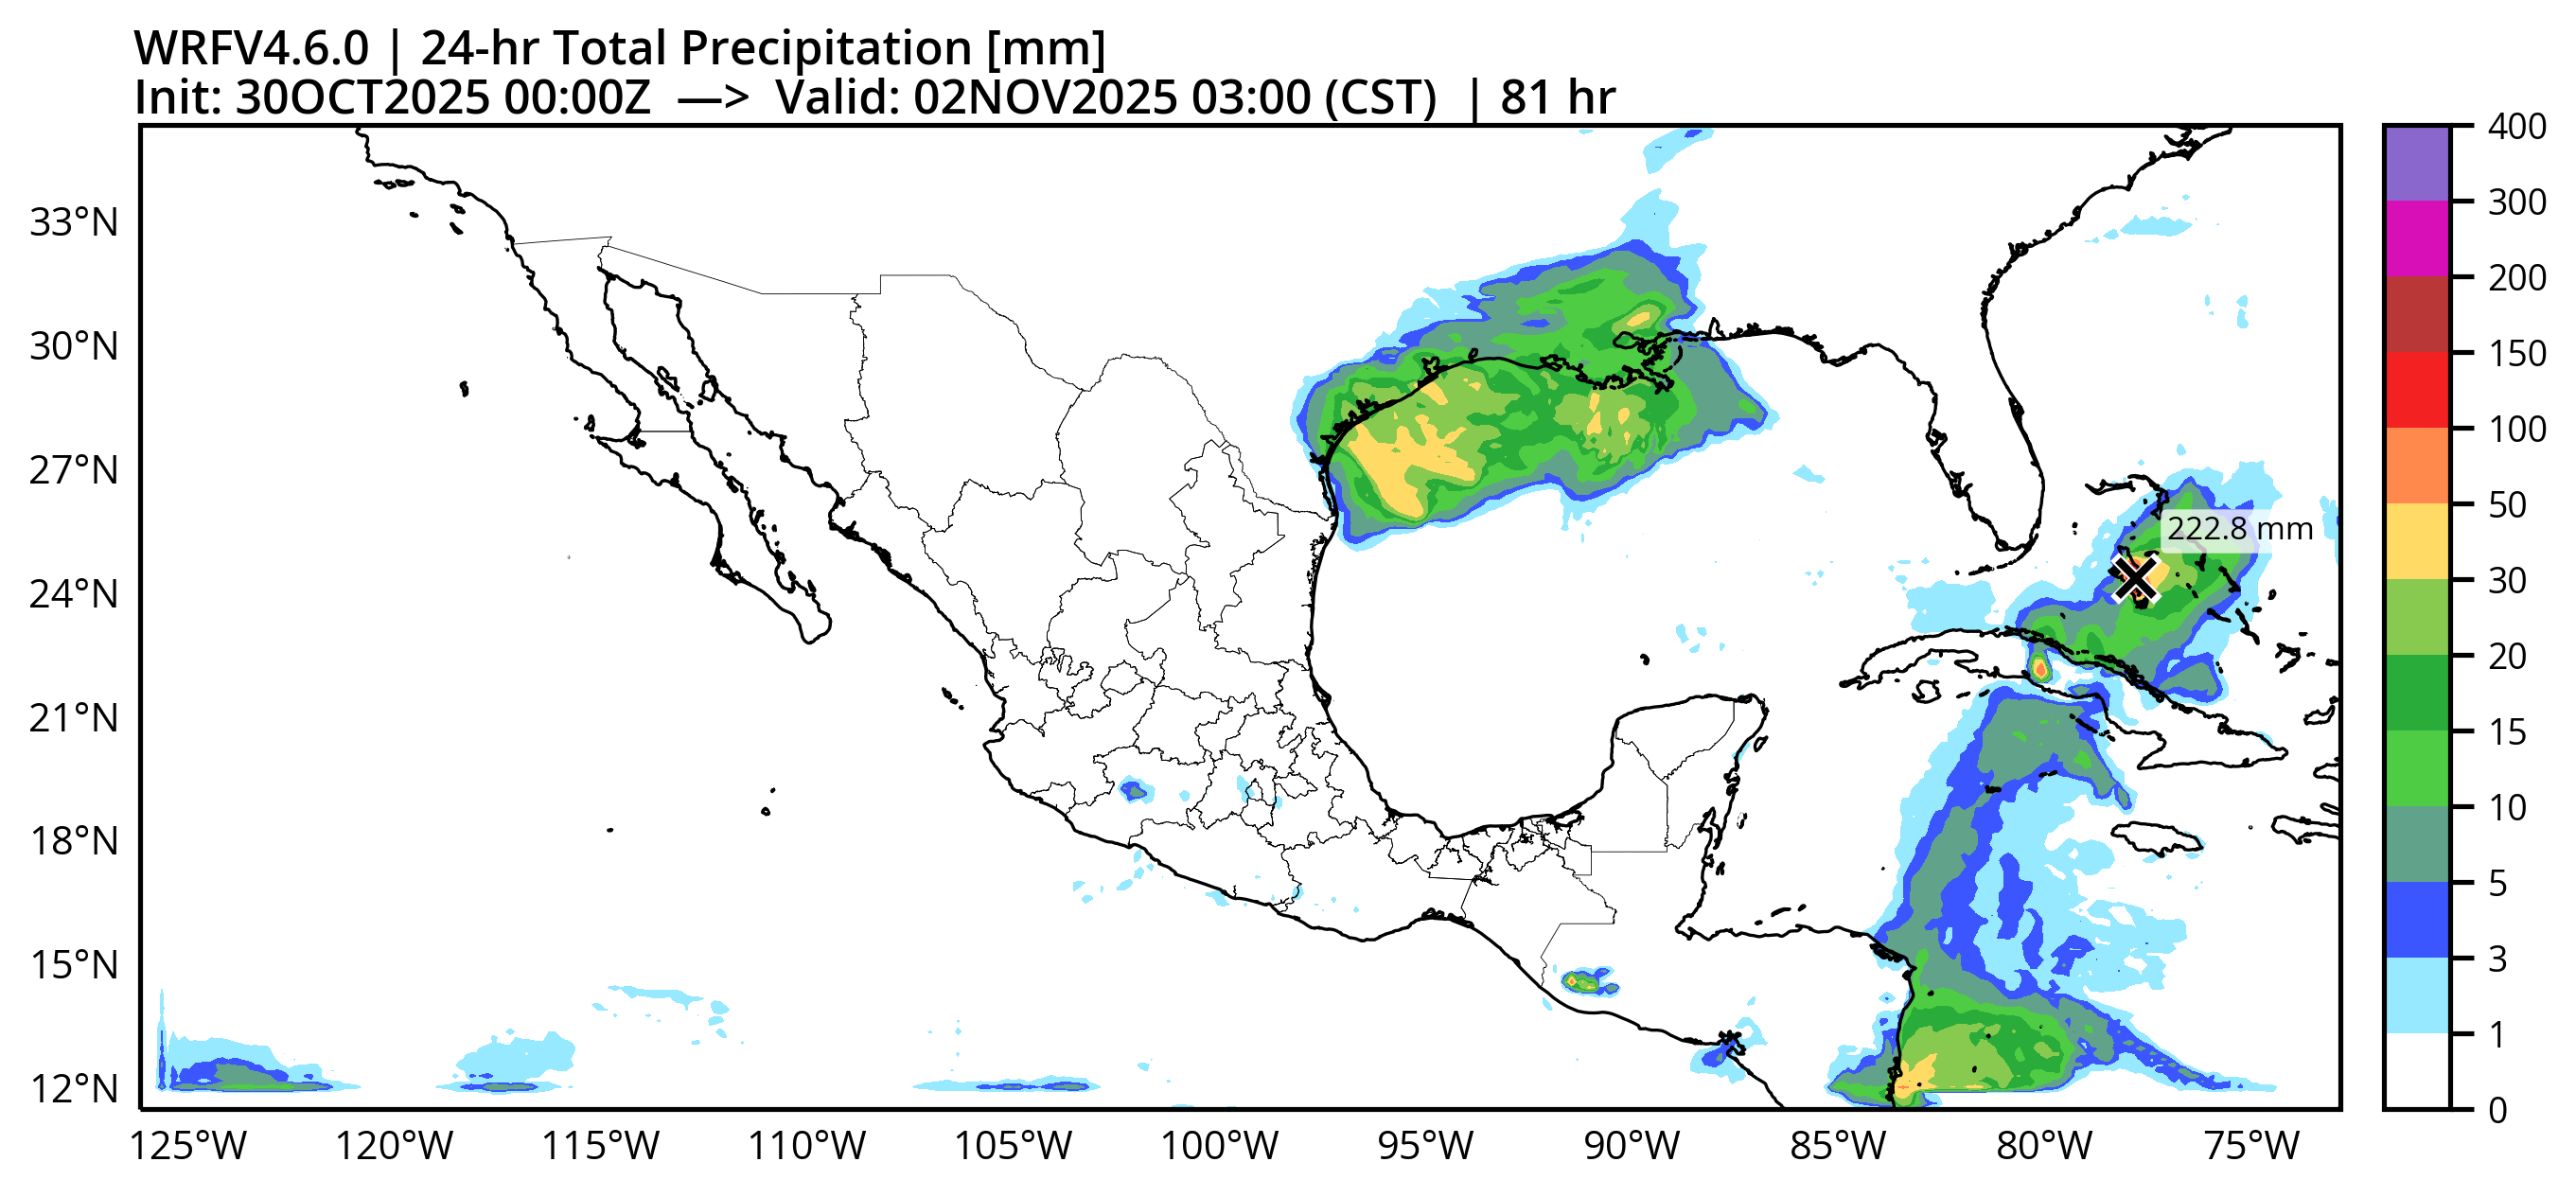 WRFV4.6.0 | 24-hr Total Precipitation [mm]
Init: 30OCT2025 00:00Z —> Valid: 02NOV2025 03:00 (CST) | 81 hr
33°N
30°N
27°N
24°N
21°N
18°N
15°N
12°N
222.8 mm
125°W
120°W
115°W
110°W
105°W
100°W
95°W
90°W
85°W
80°W
75°W
400
300
200
150
100
50
30
20
15
10
5
3
1
0